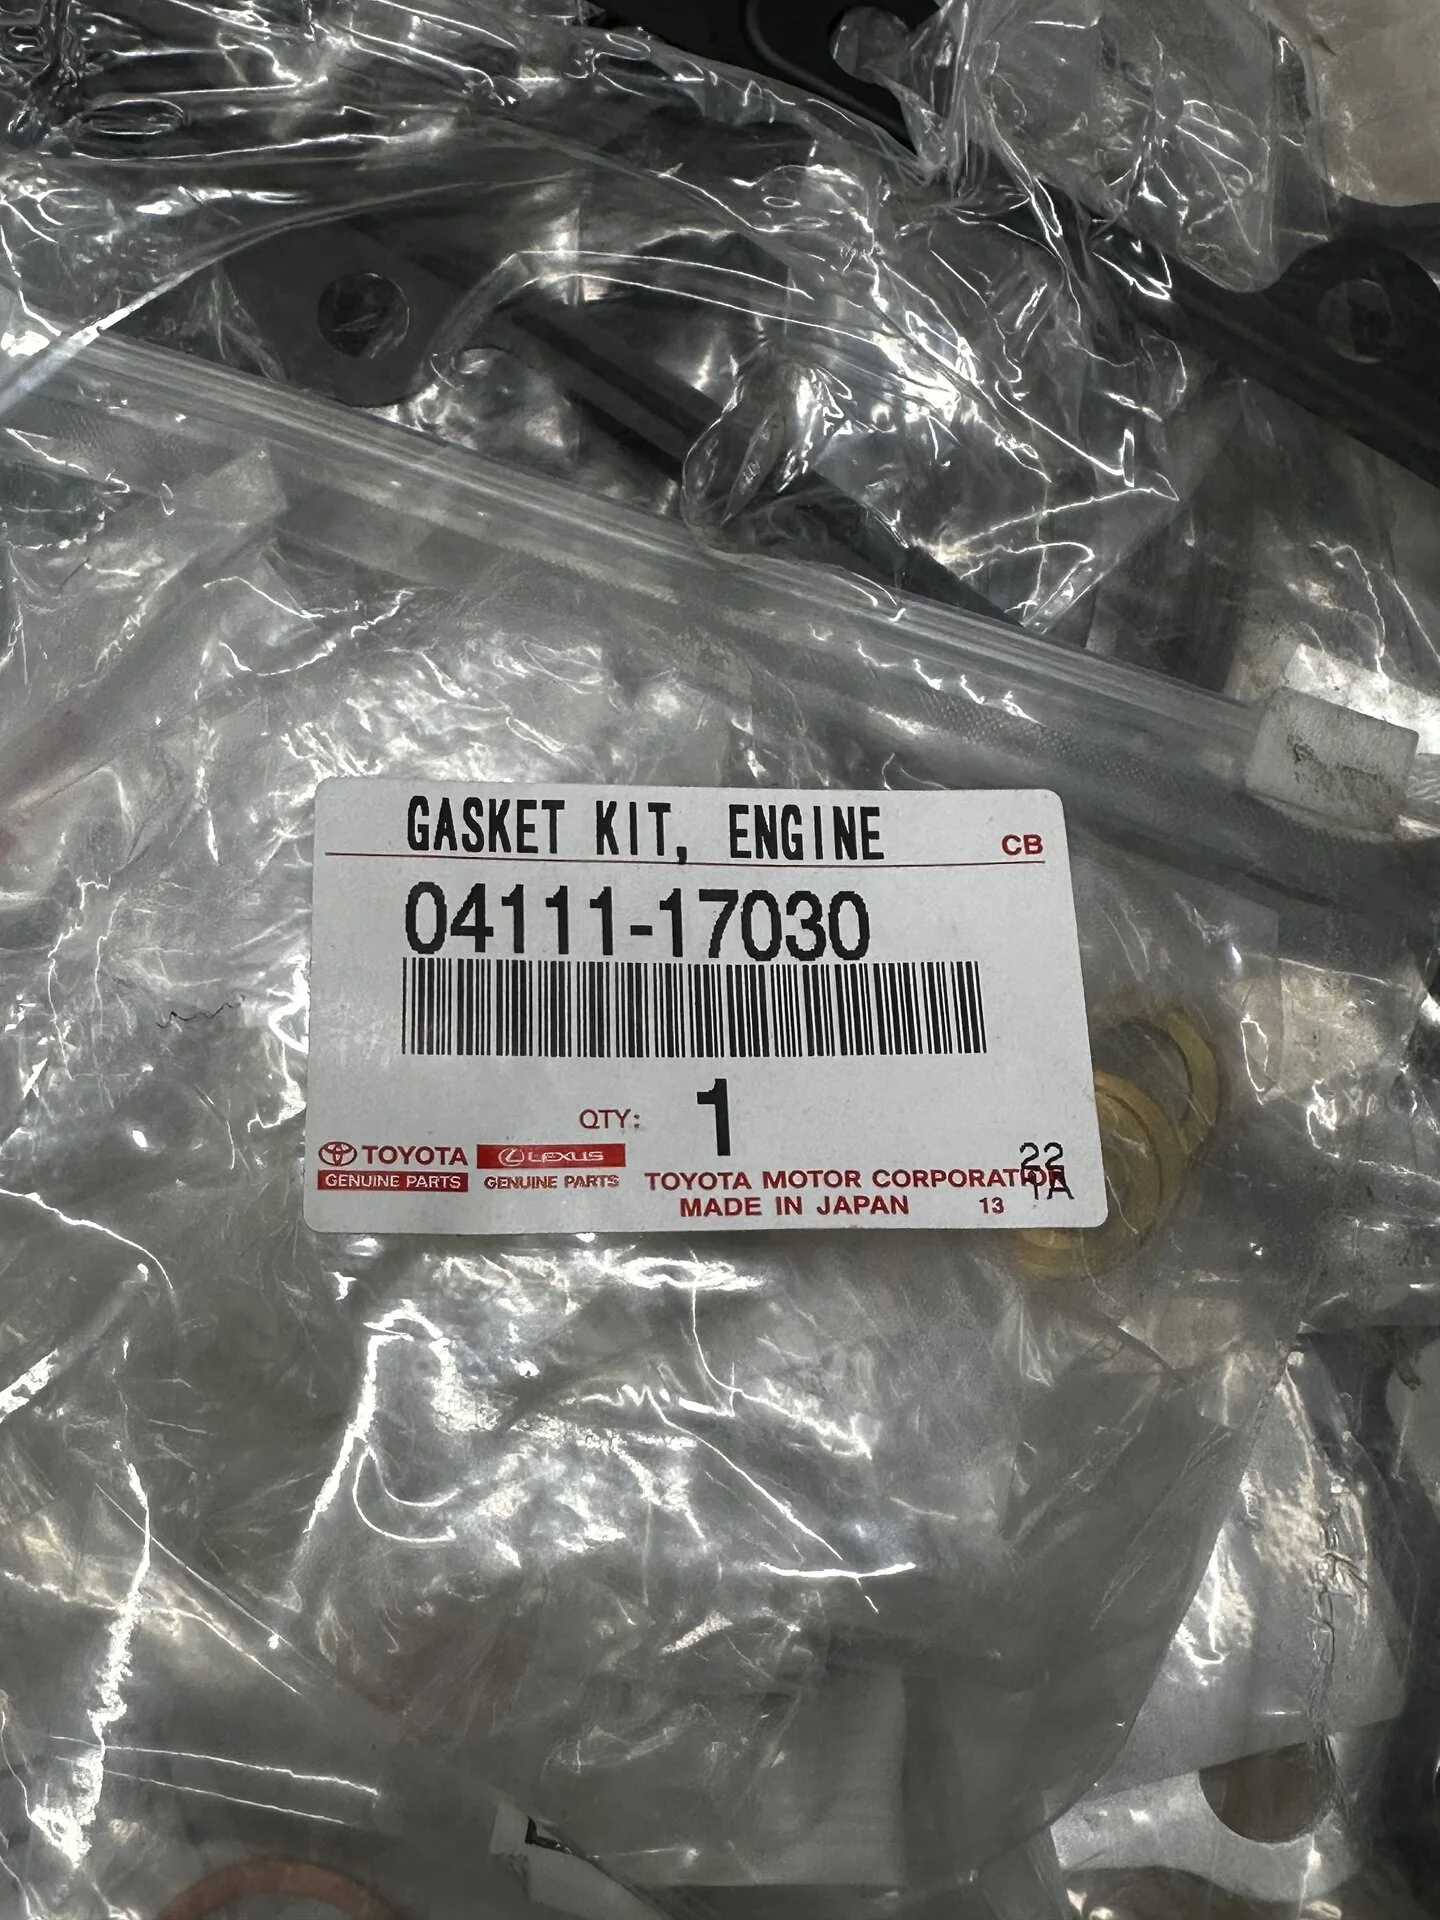 GASKET KIT, ENGINE
CB
04111-17030
QTY: 1
TOYOTA
GENUINE PARTS
LEXUS
GENUINE PARTS
22
1A
TOYOTA MOTOR CORPORATION
MADE IN JAPAN 13